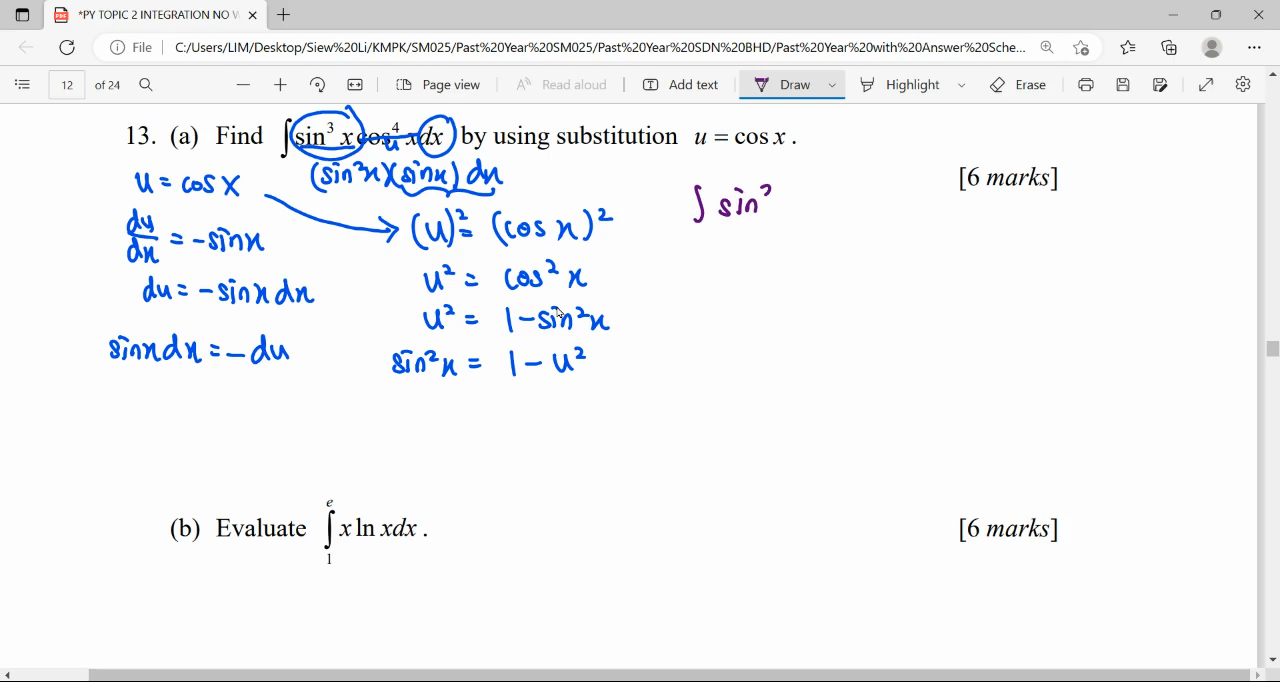 *PY TOPIC 2 INTEGRATION NO W
File C:/Users/LIM/Desktop/Siew%20Li/KMPK/SM025/Past%20Year%20SM025/Past%20Year%20SDN%20BHD/Past%20Year%20with%20Answer%20Sche...
12 of 24 Page view Read aloud Add text Draw Highlight Erase
13. (a) Find ∫ sin³ x cos⁴ x dx by using substitution u = cos x .
u
[6 marks]
(sin²x)(sinx) dx
u = cos x
∫ sin²
du/dx = -sinx
(u)² = (cos x)²
du = -sinx dx
u² = cos² x
u² = 1 - sin²x
sinx dx = - du
sin²x = 1 - u²
(b) Evaluate ∫₁ᵉ x ln x dx .
[6 marks]